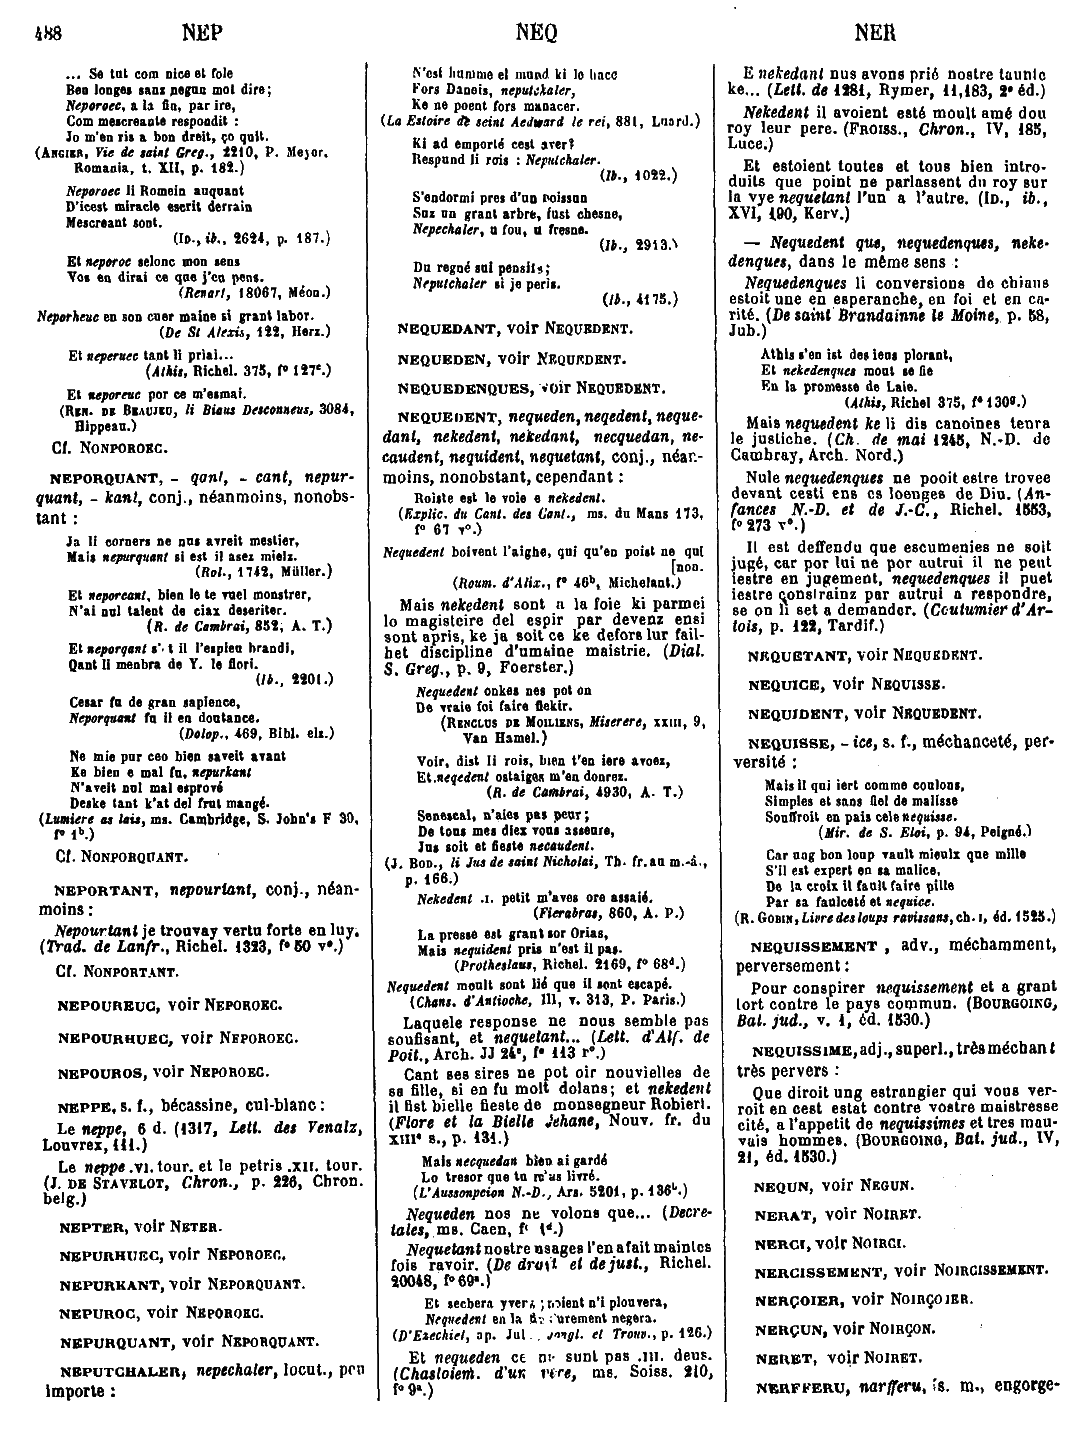 488 NEP NEQ NER
... Se tut com nice et fole
Ben longes sanz negun mot dire;
Neporoec, a la fin, par ire,
Com mescreante respondit :
Jo m'en ris a bon dreit, ço quit.
(ANGIER, Vie de saint Greg., 2210, P. Meyer,
Romania, t. XII, p. 182.)
Neporoec li Romein auquant
D'icest miracle escrit derrain
Mescreant sont.
(ID., ib., 2624, p. 187.)
Et neporoc selonc mon sens
Vos en dirai ce que j'en pens.
(Renart, 18067, Méon.)
Neporheuc en son cuer maine si grant labor.
(De St Alexis, 122, Herz.)
Et neperuec tant li priai...
(Athis, Richel. 375, f° 127c.)
Et neporeuc por ce m'esmai.
(REN. DE BEAUJEU, li Biaus Desconneus, 3084,
Hippeau.)
Cf. NONPOROEC.
NEPORQUANT, - qant, - cant, nepur-
quant, - kant, conj., néanmoins, nonobs-
tant :
Ja li corners ne nus avreit mestier,
Mais nepurquant si est il asez mielz.
(Rol., 1742, Müller.)
Et neporcant, bien le te vuel monstrer,
N'ai nul talent de ciax deseriter.
(R. de Cambrai, 852, A. T.)
Et neporqant s'. t il l'espieu brandi,
Qant li menbra de Y. le flori.
(Ib., 2201.)
Cesar fu de gran sapience,
Neporquant fu il en doutance.
(Dolop., 469, Bibl. elz.)
Ne mie pur ceo bien saveit avant
Ke bien e mal fu, nepurkant
N'aveit nul mal esprové
Deske tant k'at del frut mangé.
(Lumiere as lais, ms. Cambridge, S. John's F 30,
f° 1b.)
Cf. NONPORQUANT.
NEPORTANT, nepourtant, conj., néan-
moins :
Nepourtant je trouvay vertu forte en luy.
(Trad. de Lanfr., Richel. 1323, f° 50 v°.)
Cf. NONPORTANT.
NEPOUREUC, voir NEPOROEC.
NEPOURHUEC, voir NEPOROEC.
NEPOUROS, voir NEPOROEC.
NEPPE, s. f., bécassine, cul-blanc :
Le neppe, 6 d. (1317, Lett. des Venalz,
Louvrex, III.)
Le neppe .VI. tour. et le petris .XII. tour.
(J. DE STAVELOT, Chron., p. 226, Chron.
belg.)
NEPTER, voir NETER.
NEPURHUEC, voir NEPOROEC.
NEPURKANT, voir NEPORQUANT.
NEPUROC, voir NEPOROEC.
NEPURQUANT, voir NEPORQUANT.
NEPUTCHALER, nepechaler, locut., peu
importe :
N'est humme el mund ki le hace
Fors Daneis, neputchaler,
Ke ne poent fors manacer.
(La Estoire de seint Aedward le rei, 881, Luard.)
Ki ad emporté cest aver?
Respund li rois : Neputchaler.
(Ib., 1022.)
S'endormi pres d'un boissun
Suz un grant arbre, fust chesne,
Nepechaler, u fou, u fresne.
(Ib., 2913.)
Du regné sui pensifs;
Neputchaler si je peris.
(Ib., 4175.)
NEQUEDANT, voir NEQUEDENT.
NEQUEDEN, voir NEQUEDENT.
NEQUEDENQUES, voir NEQUEDENT.
NEQUEDENT, nequeden, neqedent, neque-
dant, nekedent, nekedant, necquedan, ne-
caudent, nequident, nequetant, conj., néan-
moins, nonobstant, cependant :
Roiste est le voie e nekedent.
(Explic. du Cant. des Cant., ms. du Mans 173,
f° 67 v°.)
Nequedent boivent l'aighe, qui qu'en poist ne qui
[non.
(Roum. d'Alix., f° 46b, Michelant.)
Mais nekedent sont a la foie ki parmei
lo magisteire del espir par devenz ensi
sont apris, ke ja soit ce ke defors lur fail-
het discipline d'umaine maistrie. (Dial.
S. Greg., p. 9, Foerster.)
Nequedent onkes nes pot on
De vraie foi faire flekir.
(RENCLUS DE MOILIENS, Miserere, XXIII, 9,
Van Hamel.)
Voir, dist li rois, bien t'en iere avoez,
Et neqedent ostaiges m'en donrez.
(R. de Cambrai, 4930, A. T.)
Senescal, n'aies pas peur;
De tous mes diex vous asseure,
Jus soit et fieste necaudent.
(J. BOD., li Jus de saint Nicholai, Th. fr. au m.-â.,
p. 166.)
Nekedent .I. petit m'aves ore assaié.
(Fierabras, 860, A. P.)
La presse est grant sor Orias,
Mais nequident pris n'est il pas.
(Protheslaus, Richel. 2169, f° 68d.)
Nequedent moult sont lié que il sont escapé.
(Chans. d'Antioche, III, v. 313, P. Paris.)
Laquele response ne nous semble pas
soufisant, et nequetant... (Lett. d'Alf. de
Poit., Arch. JJ 24c, f° 113 r°.)
Cant ses sires ne pot oir nouvielles de
se fille, si en fu molt dolans; et nekedent
il fist bielle fieste de monsegneur Robiert.
(Flore et la Bielle Jehane, Nouv. fr. du
XIIIe s., p. 131.)
Mais necquedan bien ai gardé
Lo tresor que tu m'as livré.
(L'Aussonpcion N.-D., Ars. 5201, p. 136b.)
Nequeden nos ne volons que... (Decre-
tales, ms. Caen, f° 1d.)
Nequetant nostre usages l'en a fait maintes
fois ravoir. (De droit et de just., Richel.
20048, f° 69a.)
Et sechera yvers; noient n'i plouvera,
Nequedent en la urement negera.
(D'Ezechiel, ap. Jub., Jongl. et Trouv., p. 126.)
Et nequeden ce ne sunt pas .III. deus.
(Chastoiem. d'un pere, ms. Soiss. 210,
f° 9a.)
E nekedant nus avons prié nostre taunte
ke... (Lett. de 1281, Rymer, II, 183, 2e éd.)
Nekedent il avoient esté moult amé dou
roy leur pere. (FROISS., Chron., IV, 185,
Luce.)
Et estoient toutes et tous bien intro-
duits que point ne parlassent du roy sur
la vye nequetant l'un a l'autre. (ID., ib.,
XVI, 190, Kerv.)
— Nequedent que, nequedenques, neke-
denques, dans le même sens :
Nequedenques li conversions de chiaus
estoit une en esperanche, en foi et en ca-
rité. (De saint Brandainne le Moine, p. 58,
Jub.)
Athis s'en ist des iens plorant,
Et nekedenques mout se fie
En la promesse de Laie.
(Athis, Richel 375, f° 130e.)
Mais nequedent ke li dis canoines tenra
le justiche. (Ch. de mai 1245, N.-D. de
Cambray, Arch. Nord.)
Nule nequedenques ne pooit estre trovee
devant cesti ens es loenges de Diu. (An-
fances N.-D. et de J.-C., Richel. 1553,
f° 273 v°.)
Il est deffendu que escumenies ne soit
jugé, car por lui ne por autrui il ne peut
iestre en jugement, nequedenques il puet
iestre constrainz par autrui a respondre,
se on li set a demander. (Coutumier d'Ar-
tois, p. 122, Tardif.)
NEQUETANT, voir NEQUEDENT.
NEQUICE, voir NEQUISSE.
NEQUIDENT, voir NEQUEDENT.
NEQUISSE, - ice, s. f., méchanceté, per-
versité :
Mais il qui iert comme coulons,
Simples et sans fiel de malisse
Souffroit en pais cele nequisse.
(Mir. de S. Eloi, p. 94, Peigné.)
Car ung bon loup vault mieulx que mille
S'il est expert en sa malice,
De la croix il fault faire pille
Par sa faulceté et nequice.
(R. GOBIN, Livre des loups ravissans, ch. I, éd. 1525.)
NEQUISSEMENT , adv., méchamment,
perversement :
Pour conspirer nequissement et a grant
tort contre le pays commun. (BOURGOING,
Bat. jud., v. 1, éd. 1530.)
NEQUISSIME, adj., superl., très méchant
très pervers :
Que diroit ung estrangier qui vous ver-
roit en cest estat contre vostre maistresse
cité, a l'appetit de nequissimes et tres mau-
vais hommes. (BOURGOING, Bat. jud., IV,
21, éd. 1530.)
NEQUN, voir NEGUN.
NERAT, voir NOIRET.
NERCI, voir NOIRCI.
NERCISSEMENT, voir NOIRCISSEMENT.
NERÇOIER, voir NOIRÇOIER.
NERÇUN, voir NOIRÇON.
NERET, voir NOIRET.
NERFFERU, narfferu, s. m., engorge-